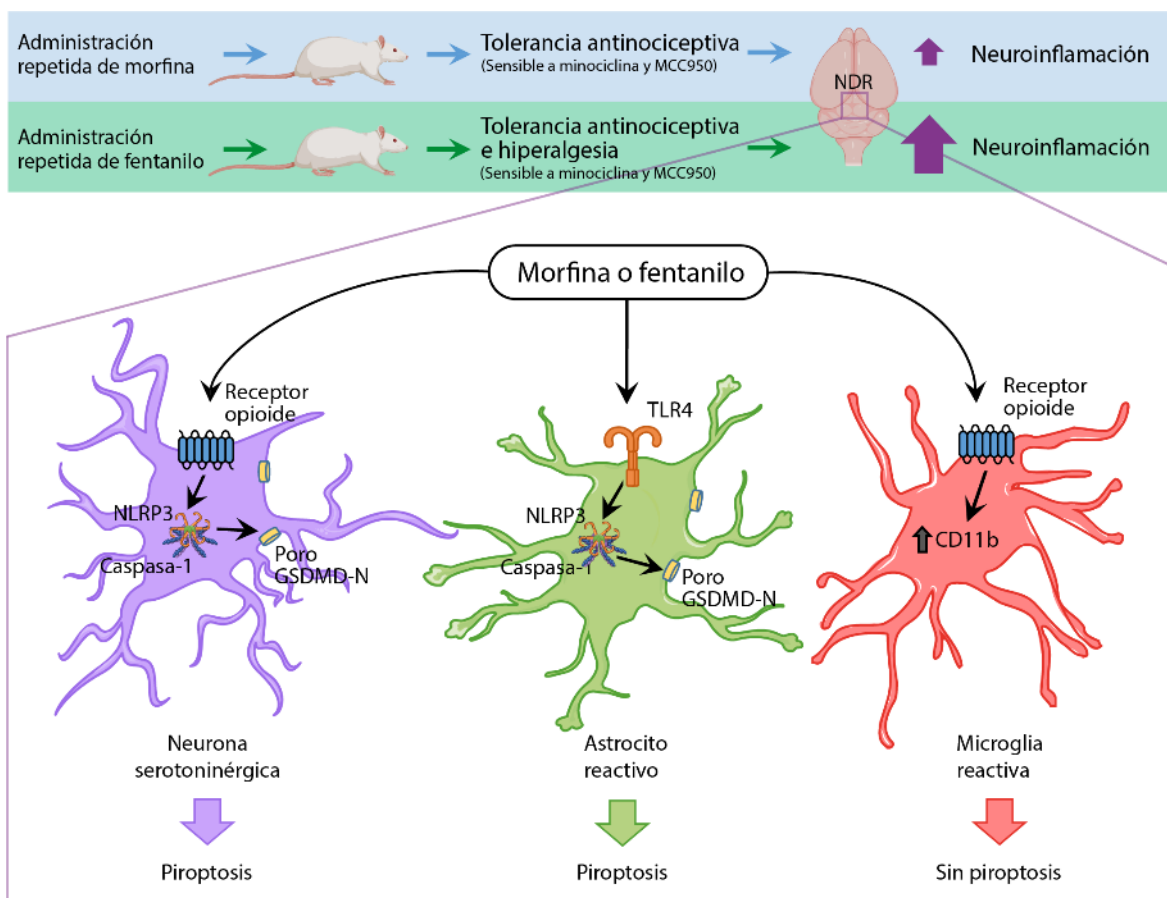 Administración
repetida de morfina
Tolerancia antinociceptiva
(Sensible a minociclina y MCC950)
NDR
Neuroinflamación
Administración
repetida de fentanilo
Tolerancia antinociceptiva
e hiperalgesia
(Sensible a minociclina y MCC950)
Neuroinflamación
Morfina o fentanilo
Receptor
opioide
NLRP3
Caspasa-1
Poro
GSDMD-N
TLR4
NLRP3
Caspasa-1
Poro
GSDMD-N
Receptor
opioide
CD11b
Neurona
serotoninérgica
Astrocito
reactivo
Microglia
reactiva
Piroptosis
Piroptosis
Sin piroptosis